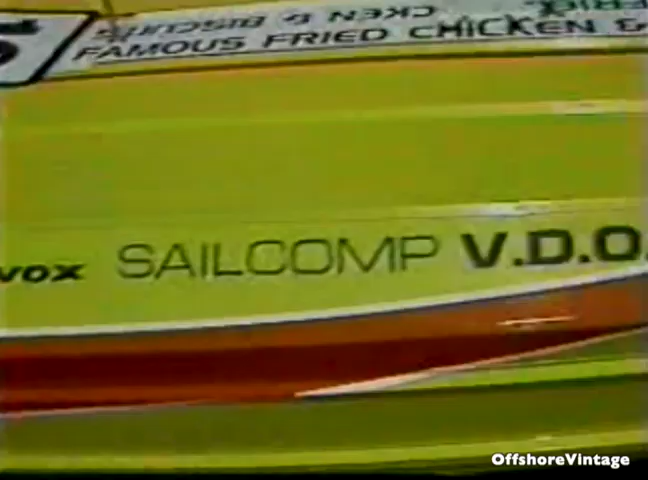 FAMOUS FRIED CHICKEN &
vox SAILCOMP V.D.O.
OffshoreVintage